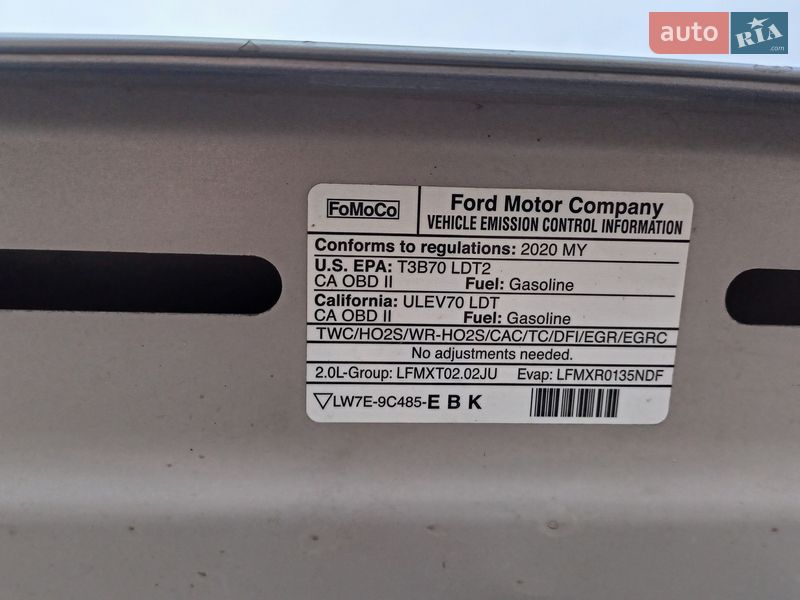 auto RIA .com
FoMoCo
Ford Motor Company
VEHICLE EMISSION CONTROL INFORMATION
Conforms to regulations: 2020 MY
U.S. EPA: T3B70 LDT2
CA OBD II Fuel: Gasoline
California: ULEV70 LDT
CA OBD II Fuel: Gasoline
TWC/HO2S/WR-HO2S/CAC/TC/DFI/EGR/EGRC
No adjustments needed.
2.0L-Group: LFMXT02.02JU Evap: LFMXR0135NDF
LW7E-9C485-E B K